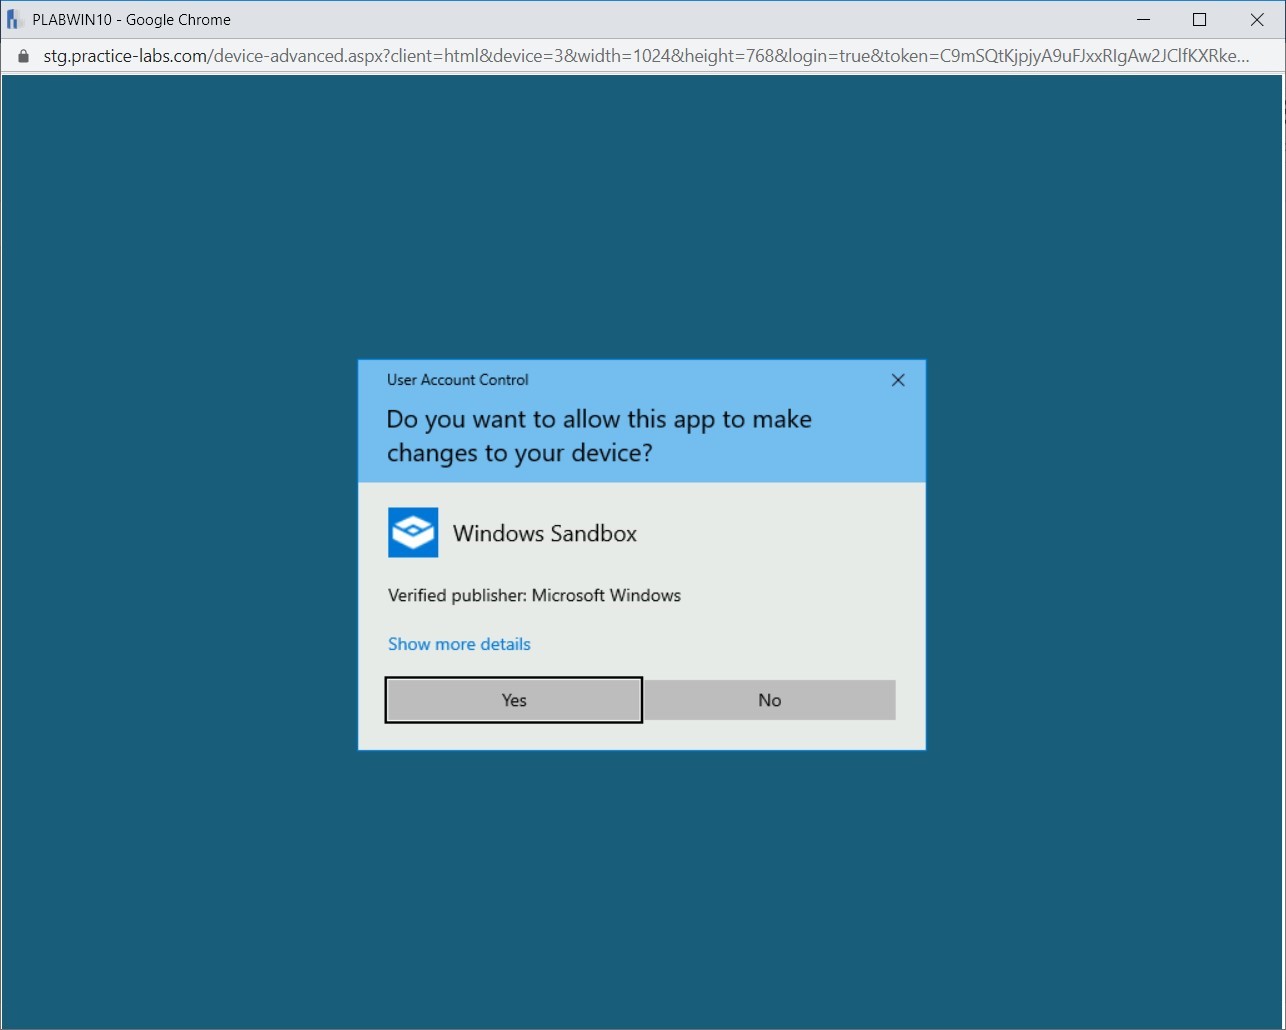 PLABWIN10 - Google Chrome
stg.practice-labs.com/device-advanced.aspx?client=html&device=3&width=1024&height=768&login=true&token=C9mSQtKjpjyA9uFJxxRIgAw2JClfKXRke...
User Account Control
Do you want to allow this app to make
changes to your device?
Windows Sandbox
Verified publisher: Microsoft Windows
Show more details
Yes No